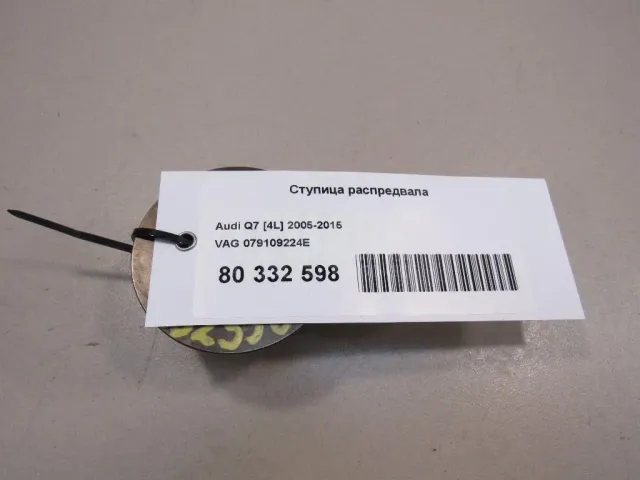 Ступица распредвала
Audi Q7 [4L] 2005-2015
VAG 079109224E
80 332 598